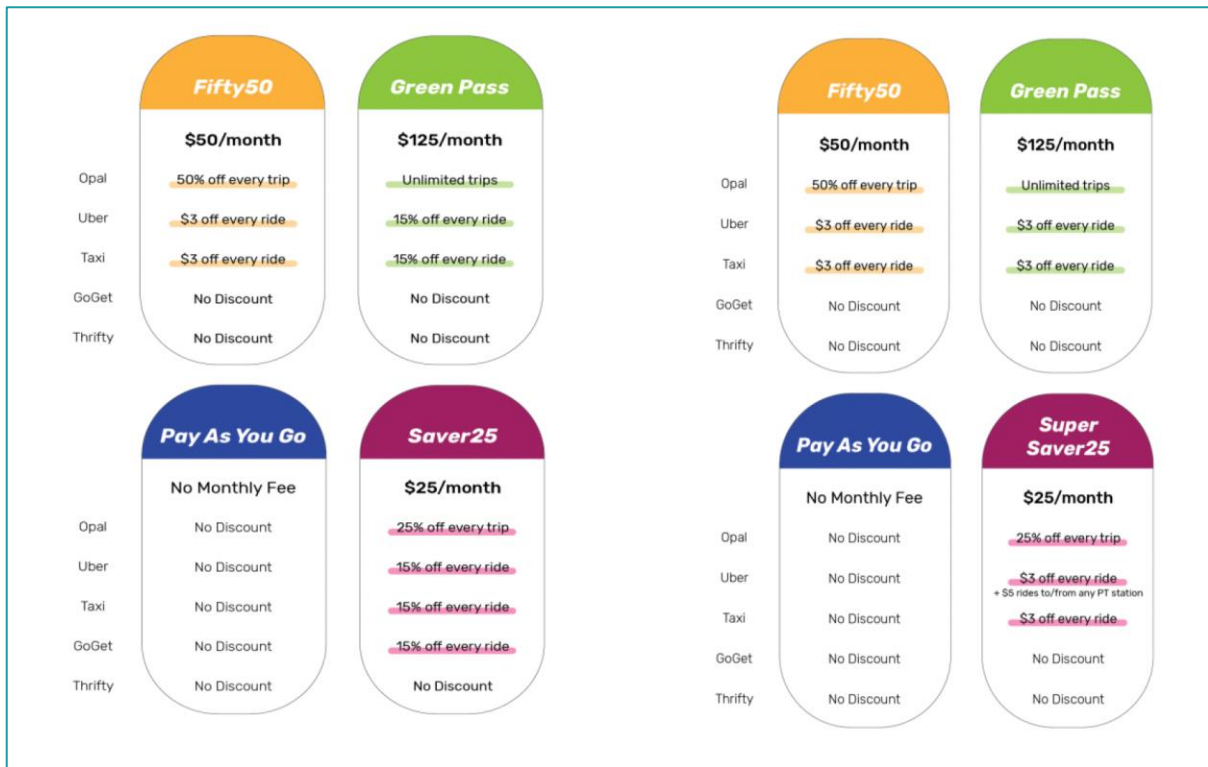 Fifty50 Green Pass
$50/month $125/month
Opal 50% off every trip Unlimited trips
Uber $3 off every ride 15% off every ride
Taxi $3 off every ride 15% off every ride
GoGet No Discount No Discount
Thrifty No Discount No Discount
Pay As You Go Saver25
No Monthly Fee $25/month
Opal No Discount 25% off every trip
Uber No Discount 15% off every ride
Taxi No Discount 15% off every ride
GoGet No Discount 15% off every ride
Thrifty No Discount No Discount
Fifty50 Green Pass
$50/month $125/month
Opal 50% off every trip Unlimited trips
Uber $3 off every ride $3 off every ride
Taxi $3 off every ride $3 off every ride
GoGet No Discount No Discount
Thrifty No Discount No Discount
Pay As You Go Super
Saver25
No Monthly Fee $25/month
Opal No Discount 25% off every trip
Uber No Discount $3 off every ride
+ $5 rides to/from any PT station
Taxi No Discount $3 off every ride
GoGet No Discount No Discount
Thrifty No Discount No Discount